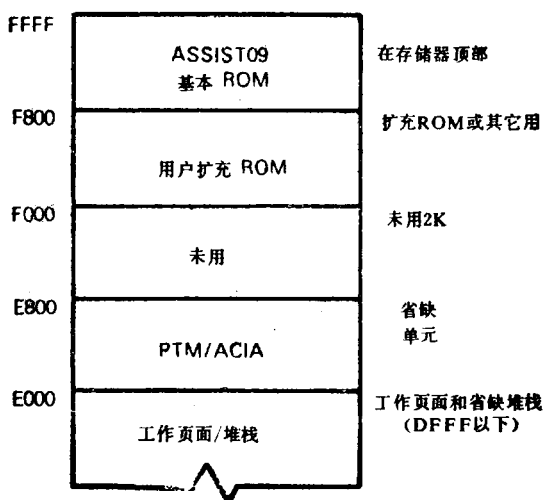 FFFF
ASSIST09
基本 ROM
在存储器顶部
F800
扩充ROM或其它用
用户扩充 ROM
F000
未用2K
未用
E800
省缺
单元
PTM/ACIA
E000
工作页面和省缺堆栈
(DFFF以下)
工作页面/堆栈